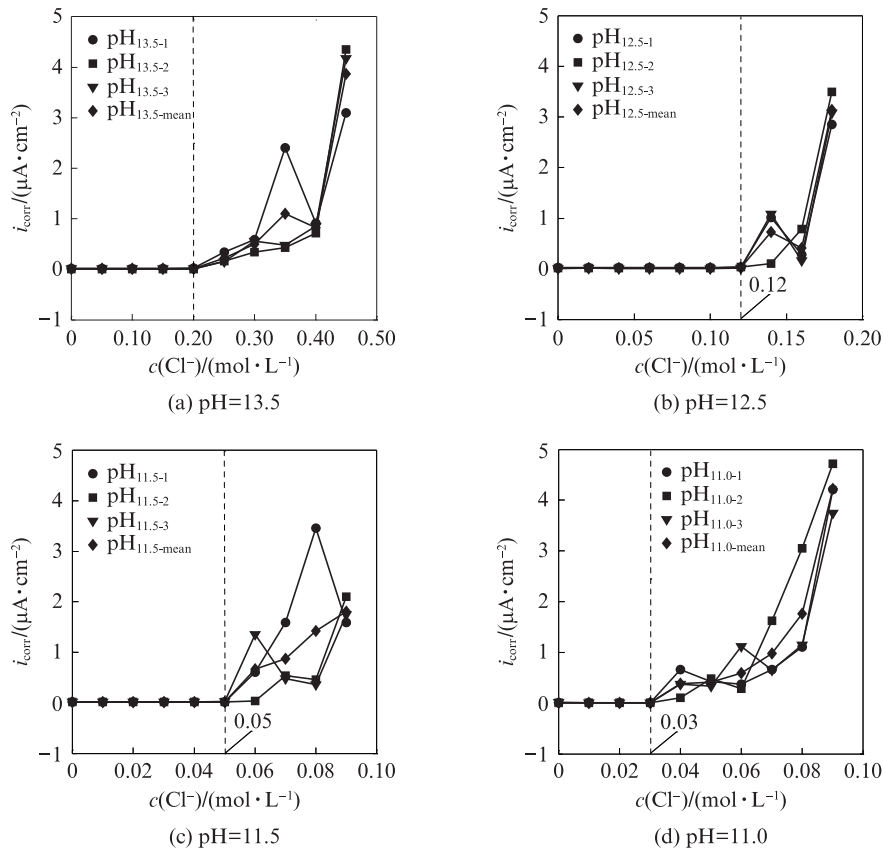 5
4
3
2
1
0
−1
i_corr/(μA·cm⁻²)
pH₁₃.₅₋₁
pH₁₃.₅₋₂
pH₁₃.₅₋₃
pH₁₃.₅₋mean
0 0.10 0.20 0.30 0.40 0.50
c(Cl⁻)/(mol·L⁻¹)
(a) pH=13.5
5
4
3
2
1
0
−1
i_corr/(μA·cm⁻²)
pH₁₂.₅₋₁
pH₁₂.₅₋₂
pH₁₂.₅₋₃
pH₁₂.₅₋mean
0.12
0 0.05 0.10 0.15 0.20
c(Cl⁻)/(mol·L⁻¹)
(b) pH=12.5
5
4
3
2
1
0
−1
i_corr/(μA·cm⁻²)
pH₁₁.₅₋₁
pH₁₁.₅₋₂
pH₁₁.₅₋₃
pH₁₁.₅₋mean
0.05
0 0.02 0.04 0.06 0.08 0.10
c(Cl⁻)/(mol·L⁻¹)
(c) pH=11.5
5
4
3
2
1
0
−1
i_corr/(μA·cm⁻²)
pH₁₁.₀₋₁
pH₁₁.₀₋₂
pH₁₁.₀₋₃
pH₁₁.₀₋mean
0.03
0 0.02 0.04 0.06 0.08 0.10
c(Cl⁻)/(mol·L⁻¹)
(d) pH=11.0